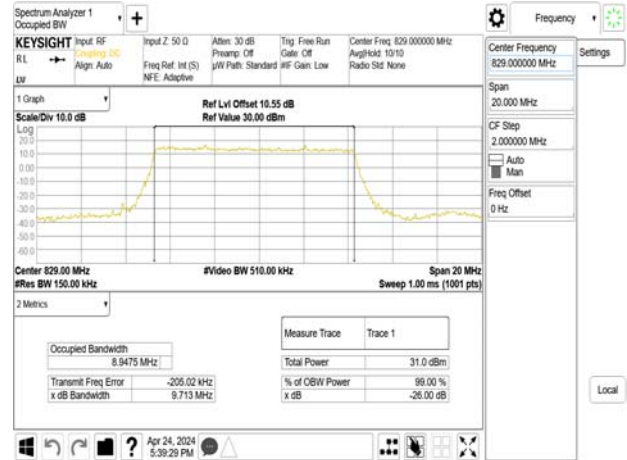 Spectrum Analyzer 1
Occupied BW
Frequency
KEYSIGHT
RL
Input: RF
Coupling: DC
Align: Auto
Input Z: 50 Ω
Freq Ref: Int (S)
NFE: Adaptive
Atten: 30 dB
Preamp: Off
µW Path: Standard
Trig: Free Run
Gate: Off
#IF Gain: Low
Center Freq: 829.000000 MHz
Avg|Hold: 10/10
Radio Std: None
Center Frequency
829.000000 MHz
Settings
Span
20.000 MHz
CF Step
2.000000 MHz
Auto
Man
Freq Offset
0 Hz
Local
1 Graph
Scale/Div 10.0 dB
Ref Lvl Offset 10.55 dB
Ref Value 30.00 dBm
Log
20.0
10.0
0.00
-10.0
-20.0
-30.0
-40.0
-50.0
-60.0
Center 829.00 MHz
#Video BW 510.00 kHz
Span 20 MHz
#Res BW 150.00 kHz
Sweep 1.00 ms (1001 pts)
2 Metrics
Measure Trace Trace 1
Occupied Bandwidth
8.9475 MHz
Total Power 31.0 dBm
Transmit Freq Error -205.02 kHz
% of OBW Power 99.00 %
x dB Bandwidth 9.713 MHz
x dB -26.00 dB
?
Apr 24, 2024
5:39:29 PM